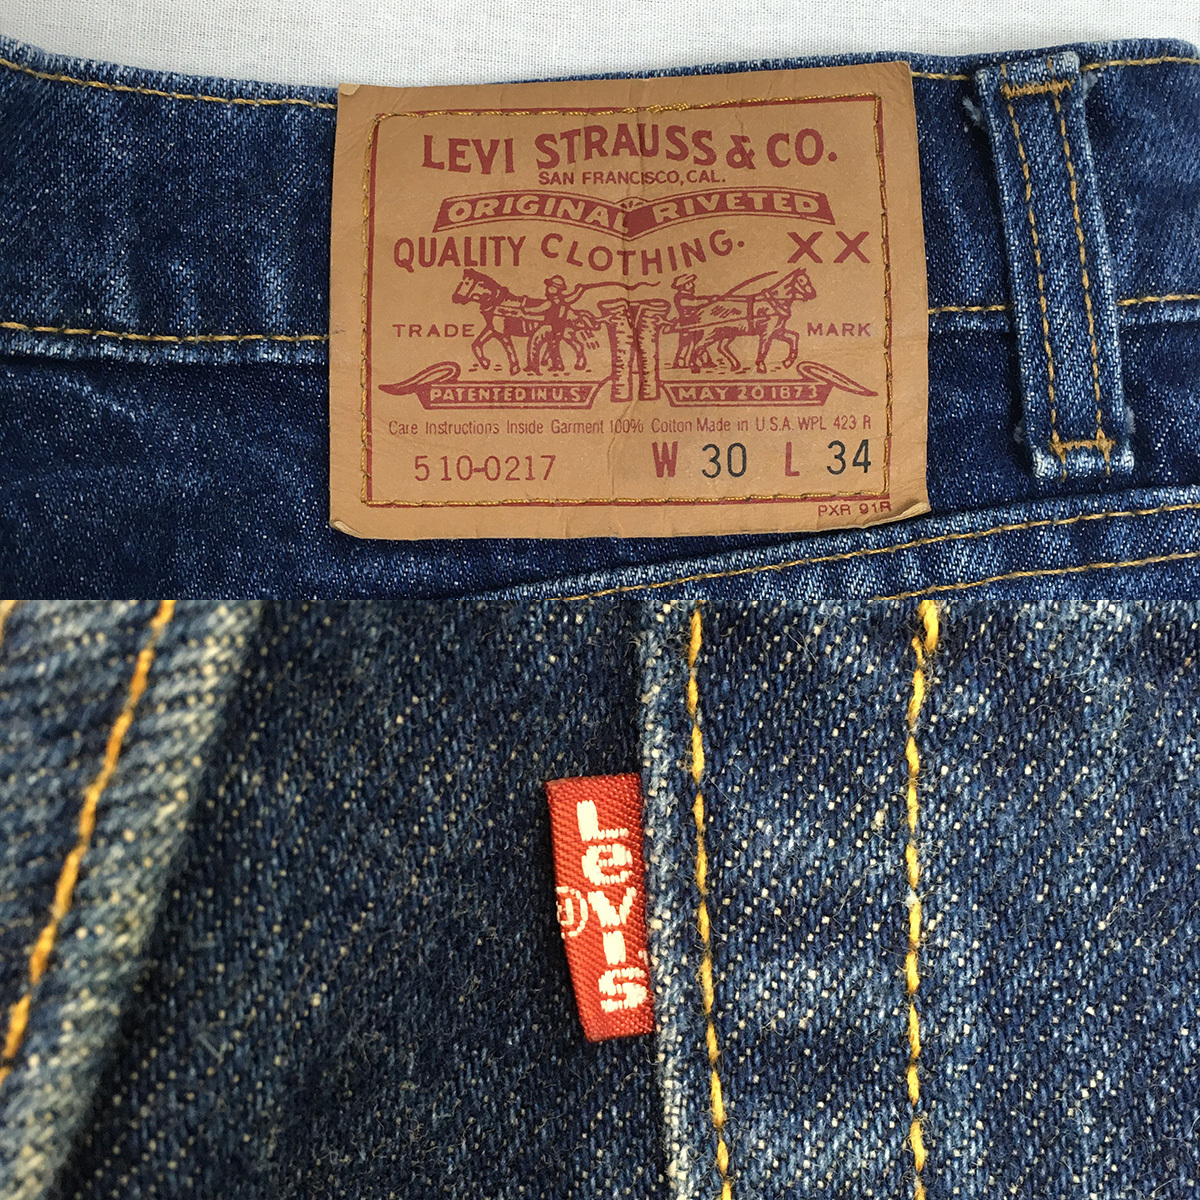 LEVI STRAUSS & CO.
SAN FRANCISCO, CAL.
ORIGINAL RIVETED
QUALITY CLOTHING. XX
TRADE MARK
PATENTED IN U.S. MAY 20 1873
Care Instructions Inside Garment 100% Cotton Made in U.S.A. WPL 423 R
510-0217 W 30 L 34
PXR 91R
Levi's
®